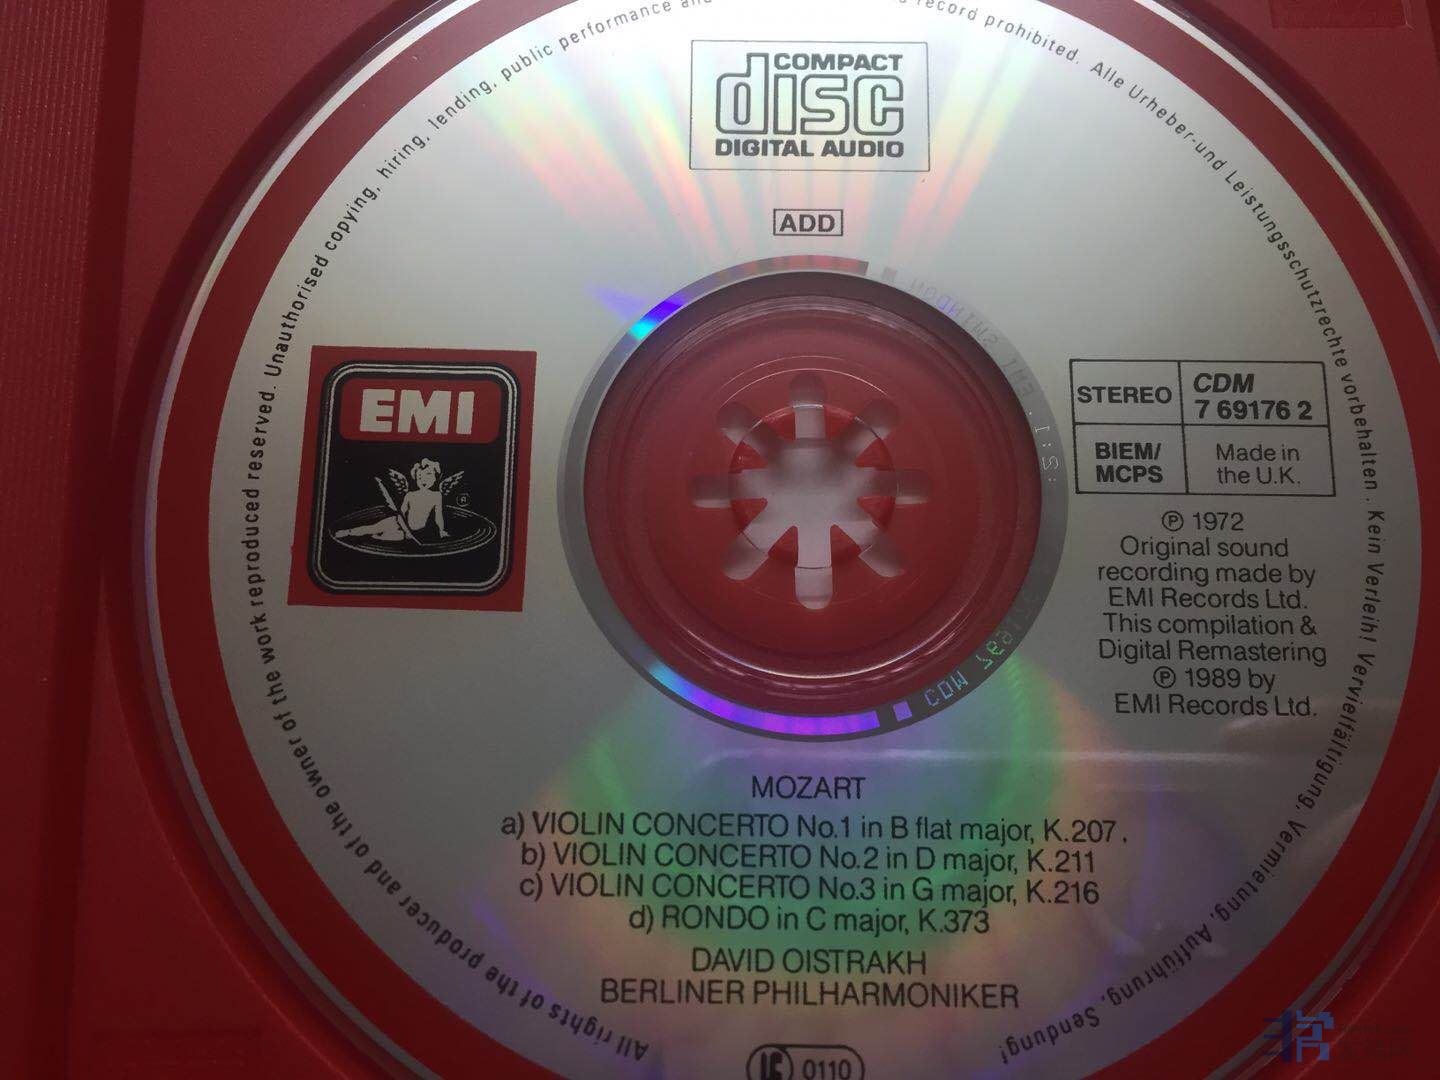 COMPACT
disc
DIGITAL AUDIO
ADD
EMI
®
STEREO
CDM
7 69176 2
BIEM/
MCPS
Made in
the U.K.
℗ 1972
Original sound
recording made by
EMI Records Ltd.
This compilation &
Digital Remastering
℗ 1989 by
EMI Records Ltd.
MOZART
a) VIOLIN CONCERTO No.1 in B flat major, K.207.
b) VIOLIN CONCERTO No.2 in D major, K.211
c) VIOLIN CONCERTO No.3 in G major, K.216
d) RONDO in C major, K.373
DAVID OISTRAKH
BERLINER PHILHARMONIKER
LC 0110
All rights of the producer and of the owner of the work reproduced reserved. Unauthorised copying, hiring, lending, public performance and
record prohibited. Alle Urheber-und Leistungsschutzrechte vorbehalten. Kein Verleih! Vervielfältigung, Vermietung, Aufführung, Sendung!
EMI SWINDON
CDM